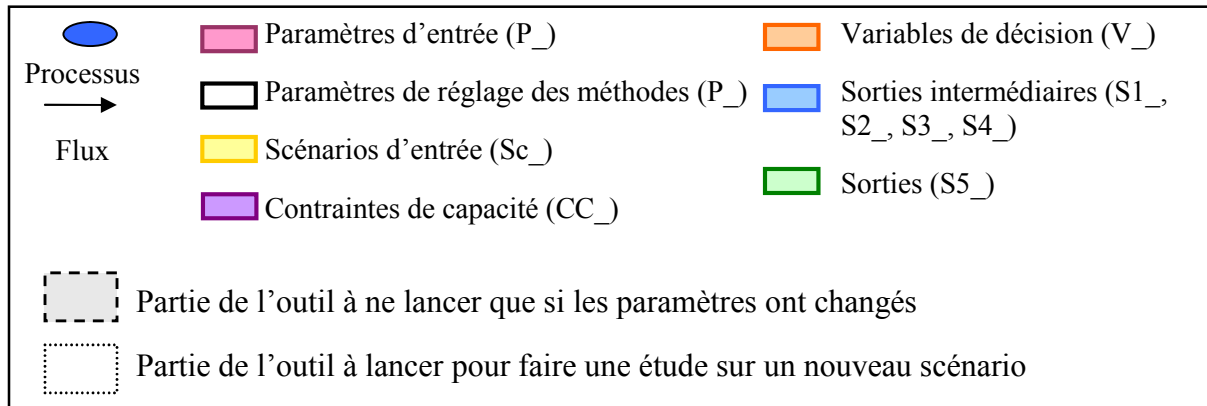 Processus
Flux
Paramètres d'entrée (P_)
Paramètres de réglage des méthodes (P_)
Scénarios d'entrée (Sc_)
Contraintes de capacité (CC_)
Variables de décision (V_)
Sorties intermédiaires (S1_,
S2_, S3_, S4_)
Sorties (S5_)
Partie de l'outil à ne lancer que si les paramètres ont changés
Partie de l'outil à lancer pour faire une étude sur un nouveau scénario